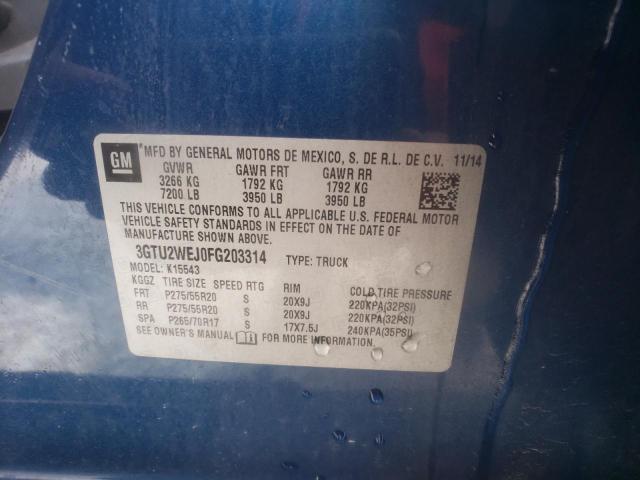 GM
MFD BY GENERAL MOTORS DE MEXICO, S. DE R.L. DE C.V. 11/14
GVWR GAWR FRT GAWR RR
3266 KG 1792 KG 1792 KG
7200 LB 3950 LB 3950 LB
THIS VEHICLE CONFORMS TO ALL APPLICABLE U.S. FEDERAL MOTOR
VEHICLE SAFETY STANDARDS IN EFFECT ON THE DATE OF
MANUFACTURE SHOWN ABOVE.
3GTU2WEJ0FG203314 TYPE: TRUCK
MODEL: K15543
KGGZ TIRE SIZE SPEED RTG RIM COLD TIRE PRESSURE
FRT P275/55R20 S 20X9J 220KPA(32PSI)
RR P275/55R20 S 20X9J 220KPA(32PSI)
SPA P265/70R17 S 17X7.5J 240KPA(35PSI)
SEE OWNER'S MANUAL FOR MORE INFORMATION.